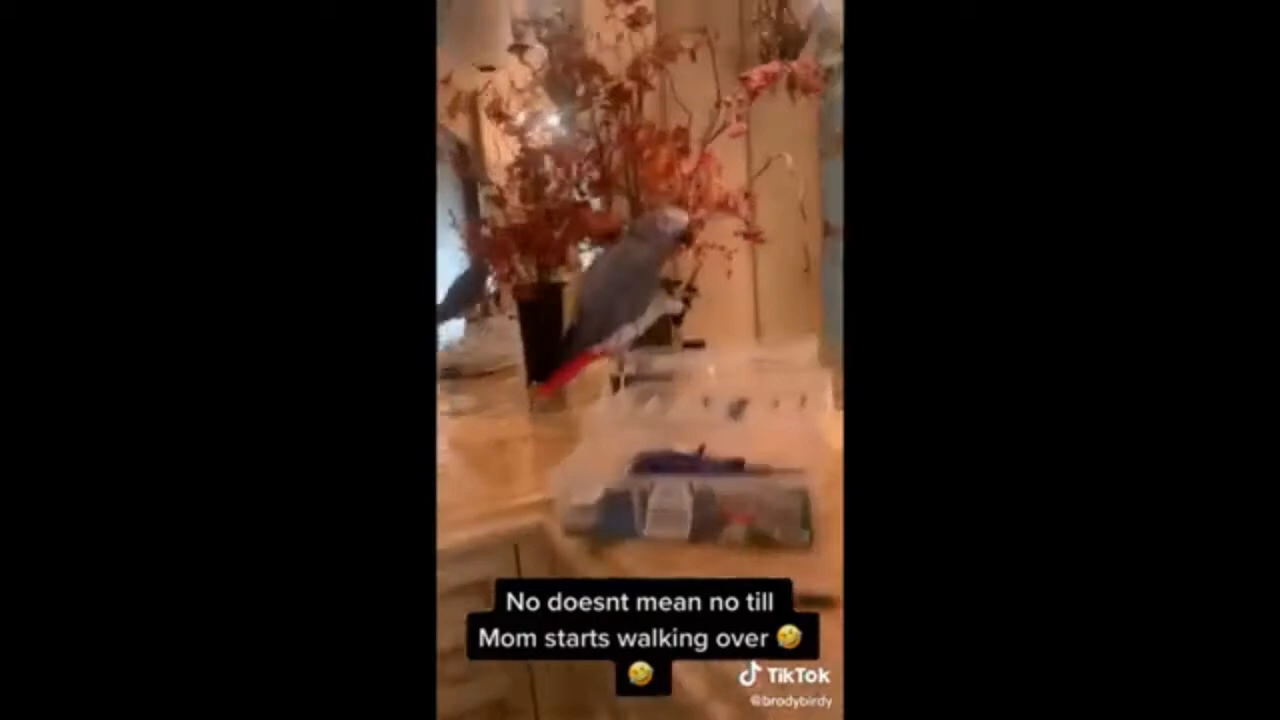 No doesnt mean no till
Mom starts walking over 🤣
🤣
TikTok
@brodybirdy